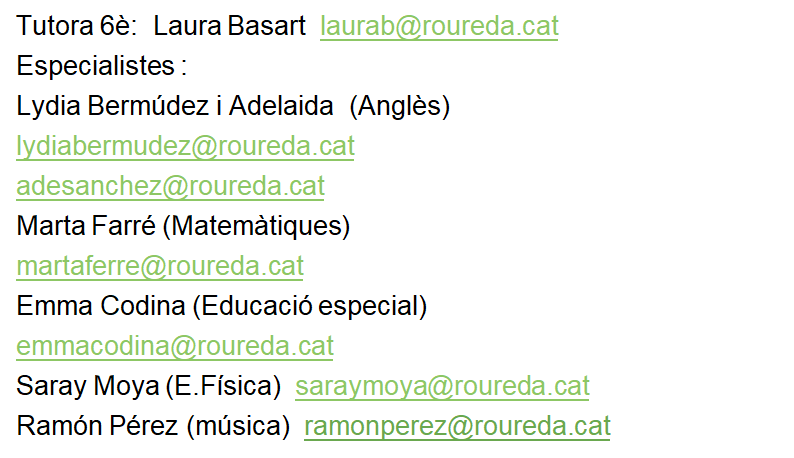 Tutora 6è: Laura Basart laurab@roureda.cat
Especialistes :
Lydia Bermúdez i Adelaida (Anglès)
lydiabermudez@roureda.cat
adesanchez@roureda.cat
Marta Farré (Matemàtiques)
martaferre@roureda.cat
Emma Codina (Educació especial)
emmacodina@roureda.cat
Saray Moya (E.Física) saraymoya@roureda.cat
Ramón Pérez (música) ramonperez@roureda.cat